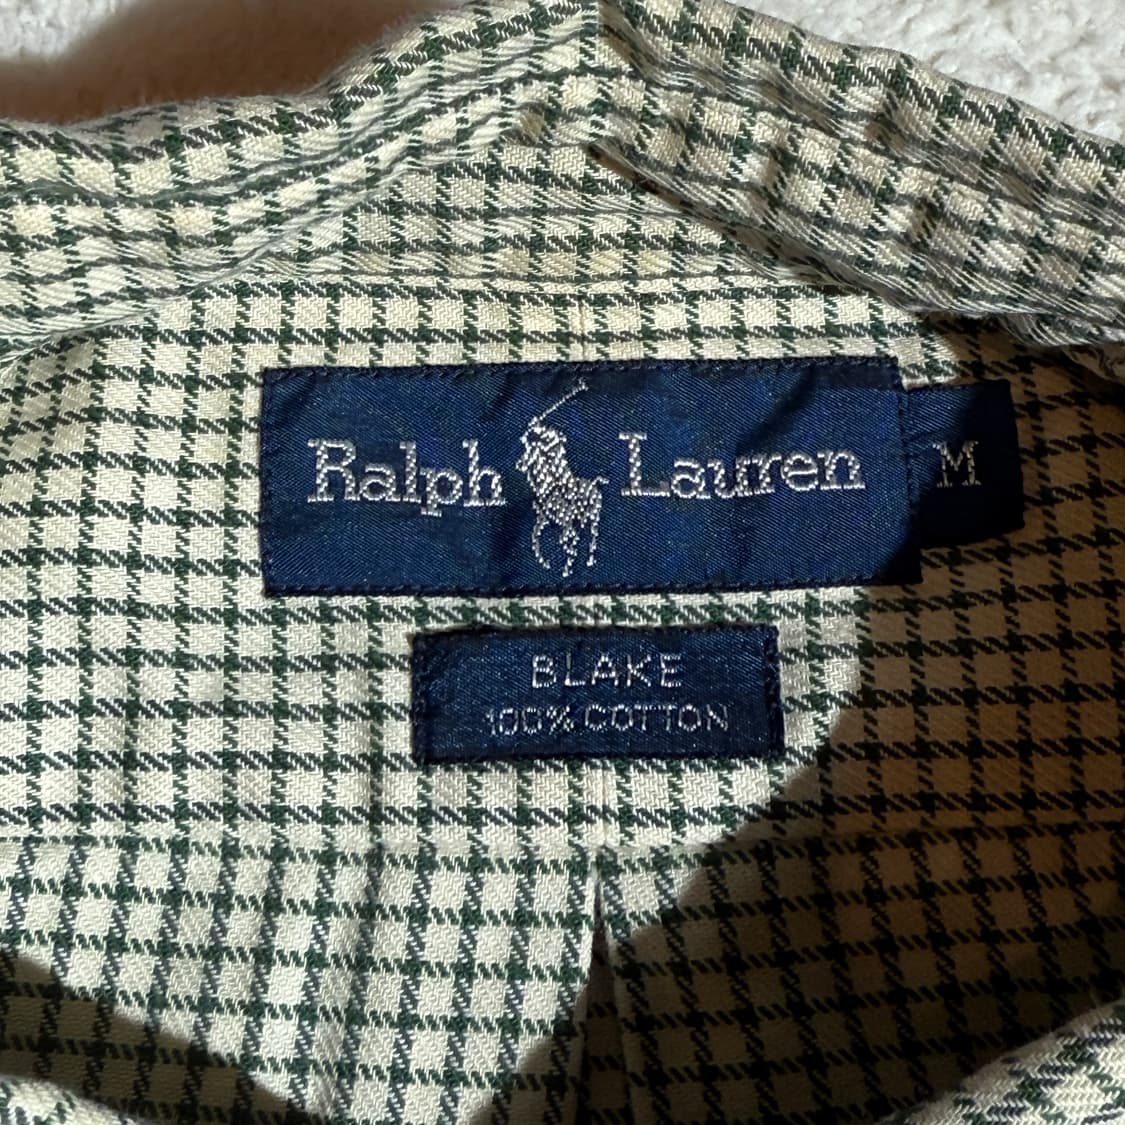 Ralph Lauren
M
BLAKE
100% COTTON